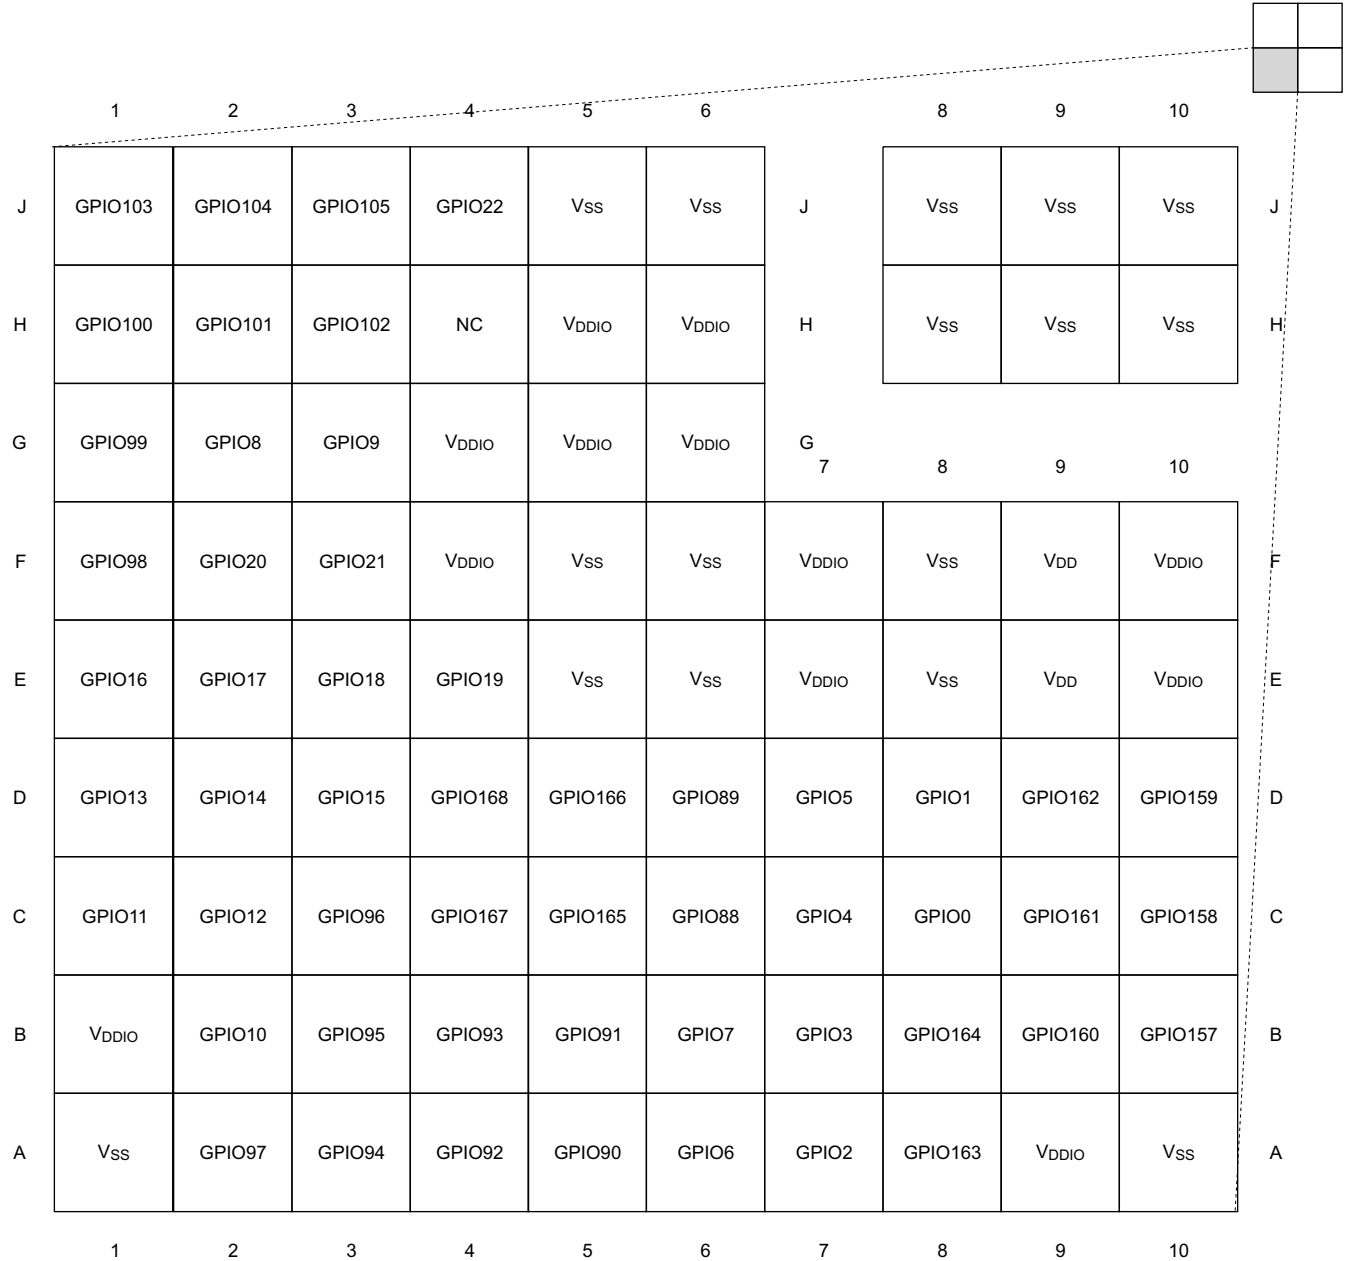 1 2 3 4 5 6 8 9 10
J GPIO103 GPIO104 GPIO105 GPIO22 VSS VSS J VSS VSS VSS J
H GPIO100 GPIO101 GPIO102 NC VDDIO VDDIO H VSS VSS VSS H
G GPIO99 GPIO8 GPIO9 VDDIO VDDIO VDDIO G
7 8 9 10
F GPIO98 GPIO20 GPIO21 VDDIO VSS VSS VDDIO VSS VDD VDDIO F
E GPIO16 GPIO17 GPIO18 GPIO19 VSS VSS VDDIO VSS VDD VDDIO E
D GPIO13 GPIO14 GPIO15 GPIO168 GPIO166 GPIO89 GPIO5 GPIO1 GPIO162 GPIO159 D
C GPIO11 GPIO12 GPIO96 GPIO167 GPIO165 GPIO88 GPIO4 GPIO0 GPIO161 GPIO158 C
B VDDIO GPIO10 GPIO95 GPIO93 GPIO91 GPIO7 GPIO3 GPIO164 GPIO160 GPIO157 B
A VSS GPIO97 GPIO94 GPIO92 GPIO90 GPIO6 GPIO2 GPIO163 VDDIO VSS A
1 2 3 4 5 6 7 8 9 10